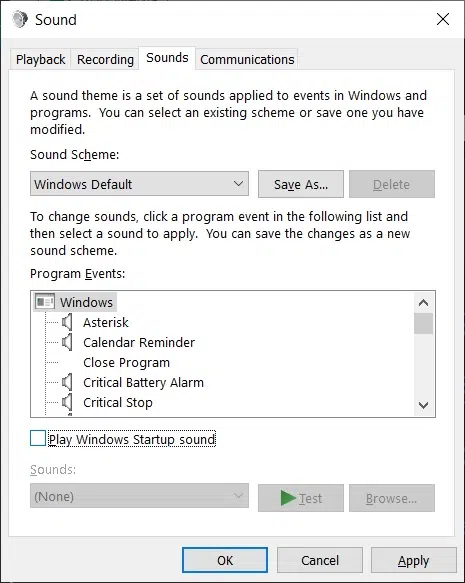 Sound
Playback Recording Sounds Communications
A sound theme is a set of sounds applied to events in Windows and
programs. You can select an existing scheme or save one you have
modified.
Sound Scheme:
Windows Default Save As... Delete
To change sounds, click a program event in the following list and
then select a sound to apply. You can save the changes as a new
sound scheme.
Program Events:
Windows
Asterisk
Calendar Reminder
Close Program
Critical Battery Alarm
Critical Stop
Play Windows Startup sound
Sounds:
(None) Test Browse...
OK Cancel Apply